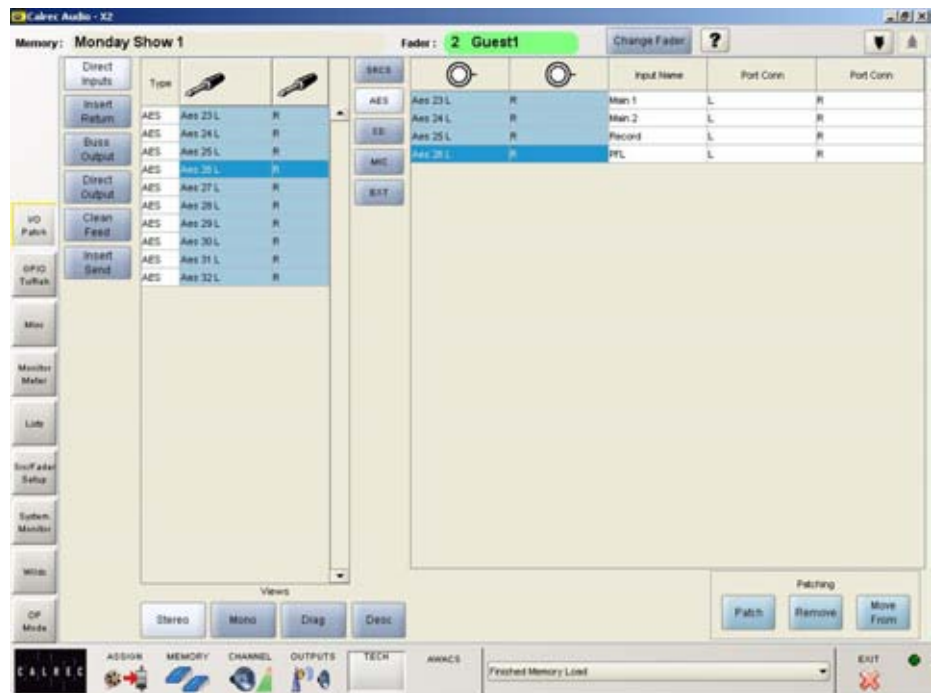 Calrec Audio - X2
Memory: Monday Show 1 Fader: 2 Guest1 Change Fader ?
Direct Inputs
Insert Return
Buss Output
Direct Output
Clean Feed
Insert Send
I/O Patch
GPIO
Misc
Monitor Meter
Lists
Setup
System Monitor
Wilds
OP Mode
Type
AES Aes 23 L R
AES Aes 24 L R
AES Aes 25 L R
AES Aes 26 L R
AES Aes 27 L R
AES Aes 28 L R
AES Aes 29 L R
AES Aes 30 L R
AES Aes 31 L R
AES Aes 32 L R
SRCS
AES
MIC
EXT
Input Name Port Conn Port Conn
Aes 23 L R Main 1 L R
Aes 24 L R Main 2 L R
Aes 25 L R Record L R
Aes 26 L R PFL L R
Views
Stereo Mono Diag Desc
Patching
Patch Remove Move From
CALREC ASSIGN MEMORY CHANNEL OUTPUTS TECH AWACS Finished Memory Load EXIT